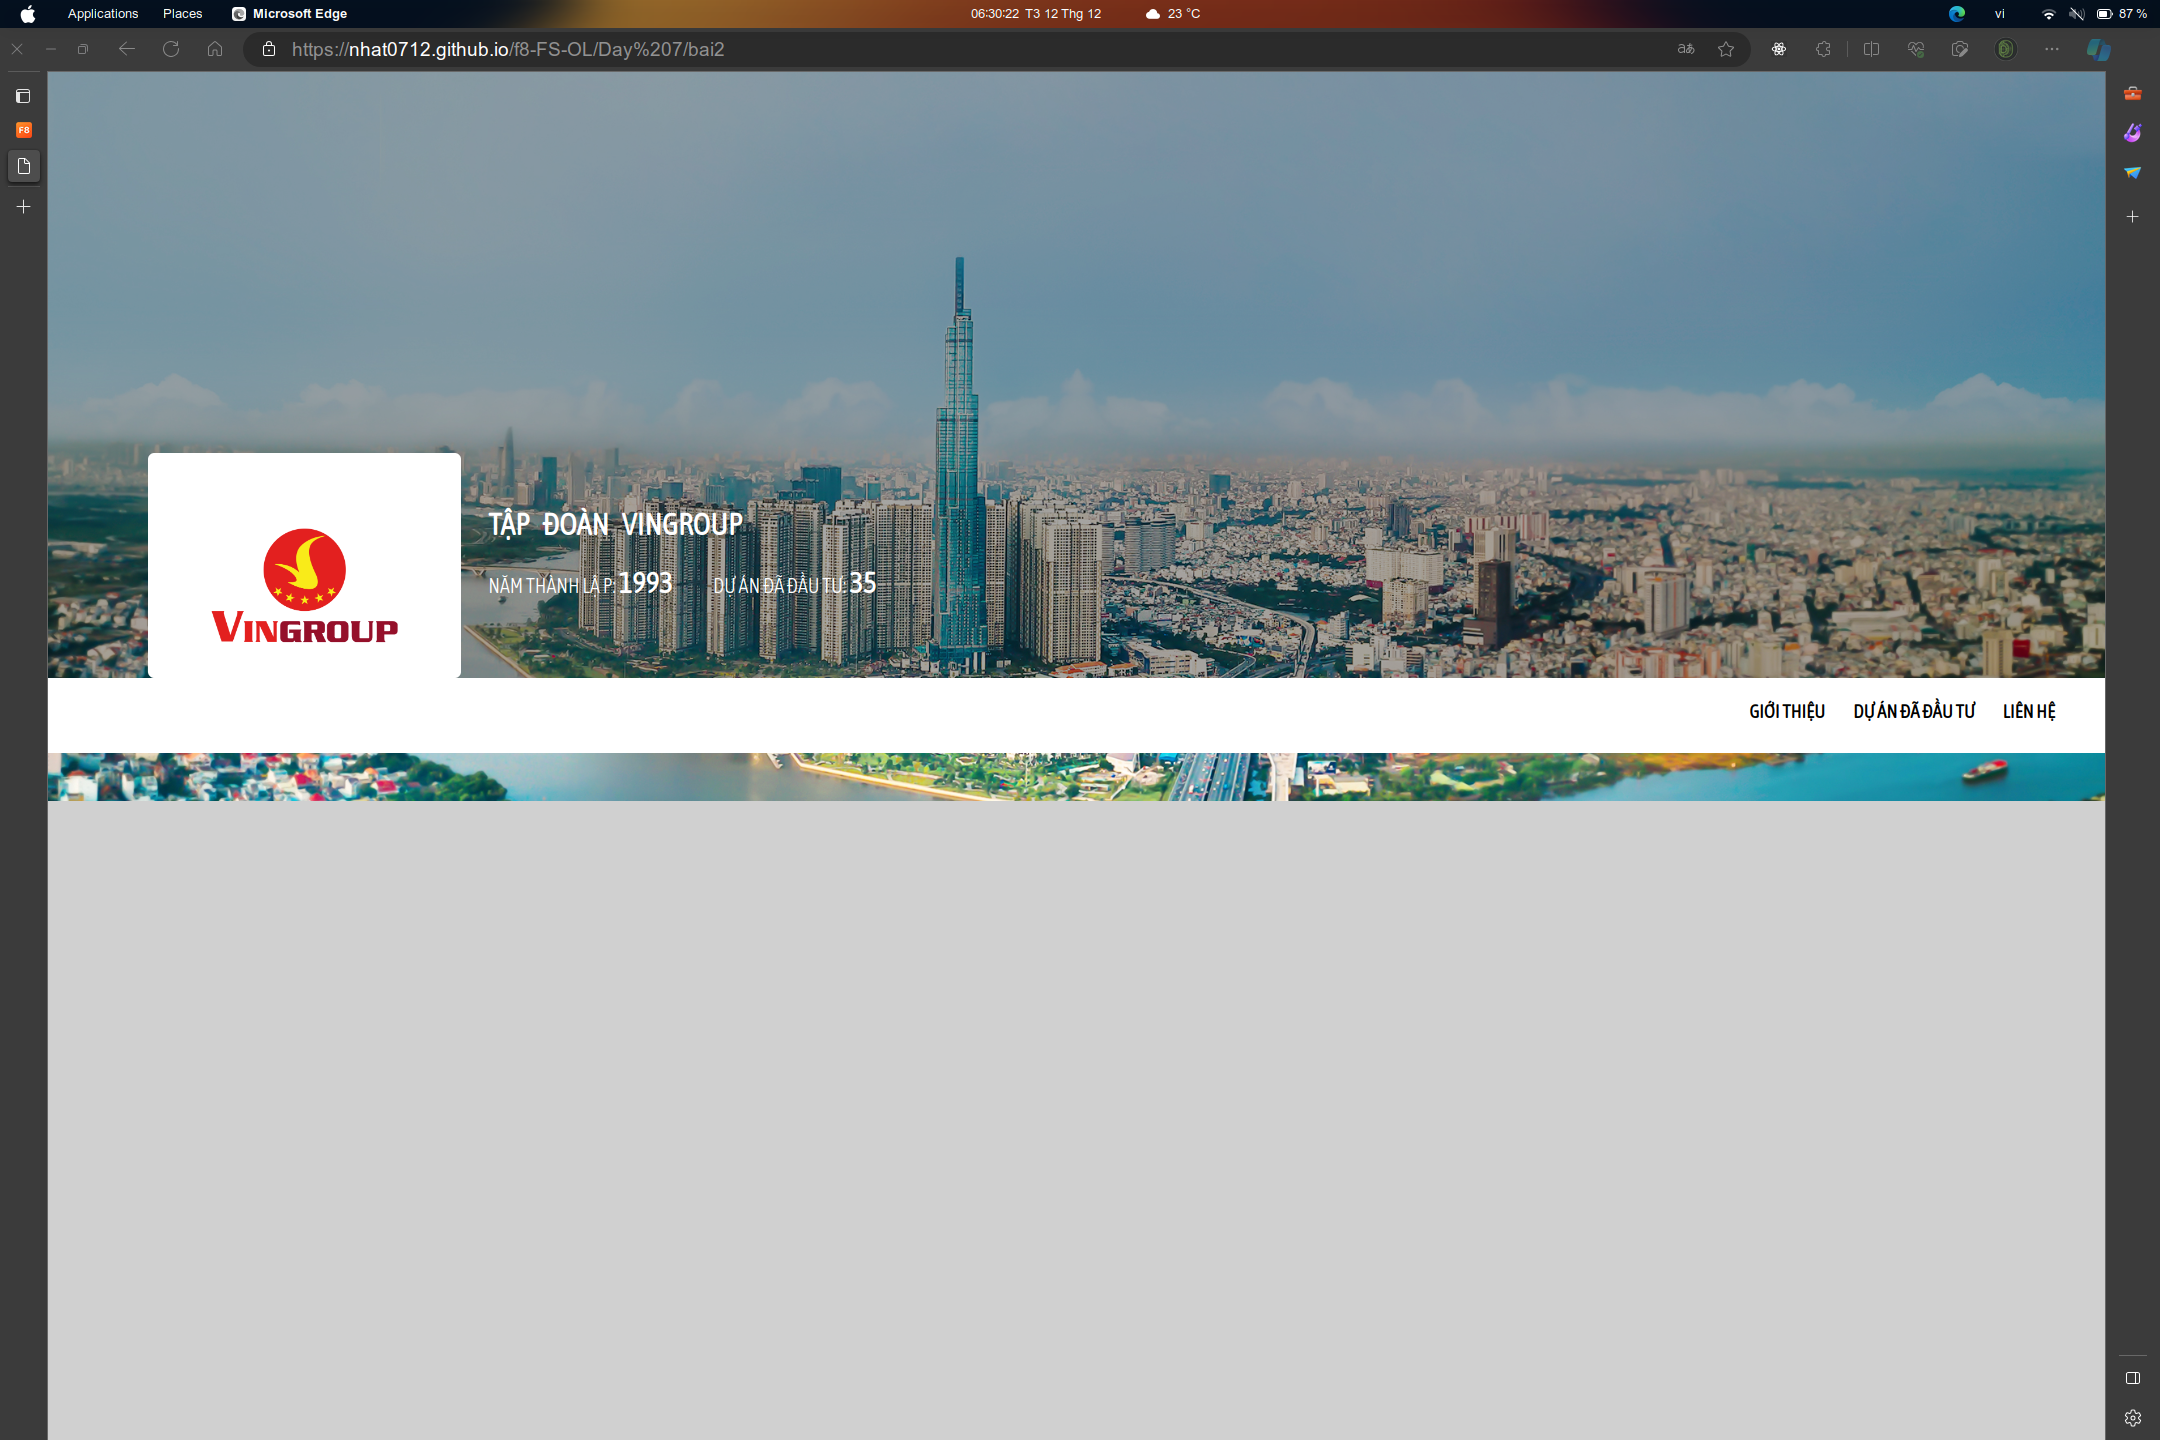 Applications Places Microsoft Edge 06:30:22 T3 12 Thg 12 23 °C vi 87 %
https://nhat0712.github.io/f8-FS-OL/Day%207/bai2
F8
TẬP ĐOÀN VINGROUP
NĂM THÀNH LẬP: 1993 DỰ ÁN ĐÃ ĐẦU TƯ: 35
VINGROUP
GIỚI THIỆU DỰ ÁN ĐÃ ĐẦU TƯ LIÊN HỆ